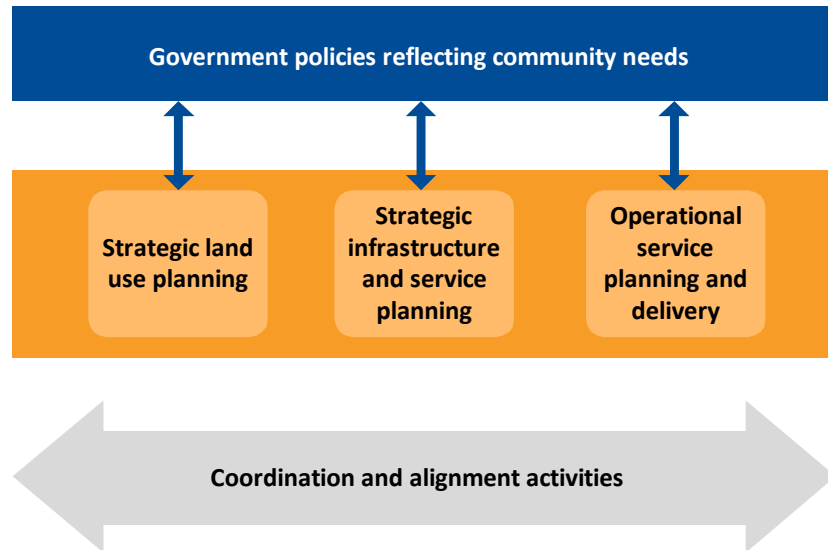 Government policies reflecting community needs
Strategic land
use planning
Strategic
infrastructure
and service
planning
Operational
service
planning and
delivery
Coordination and alignment activities